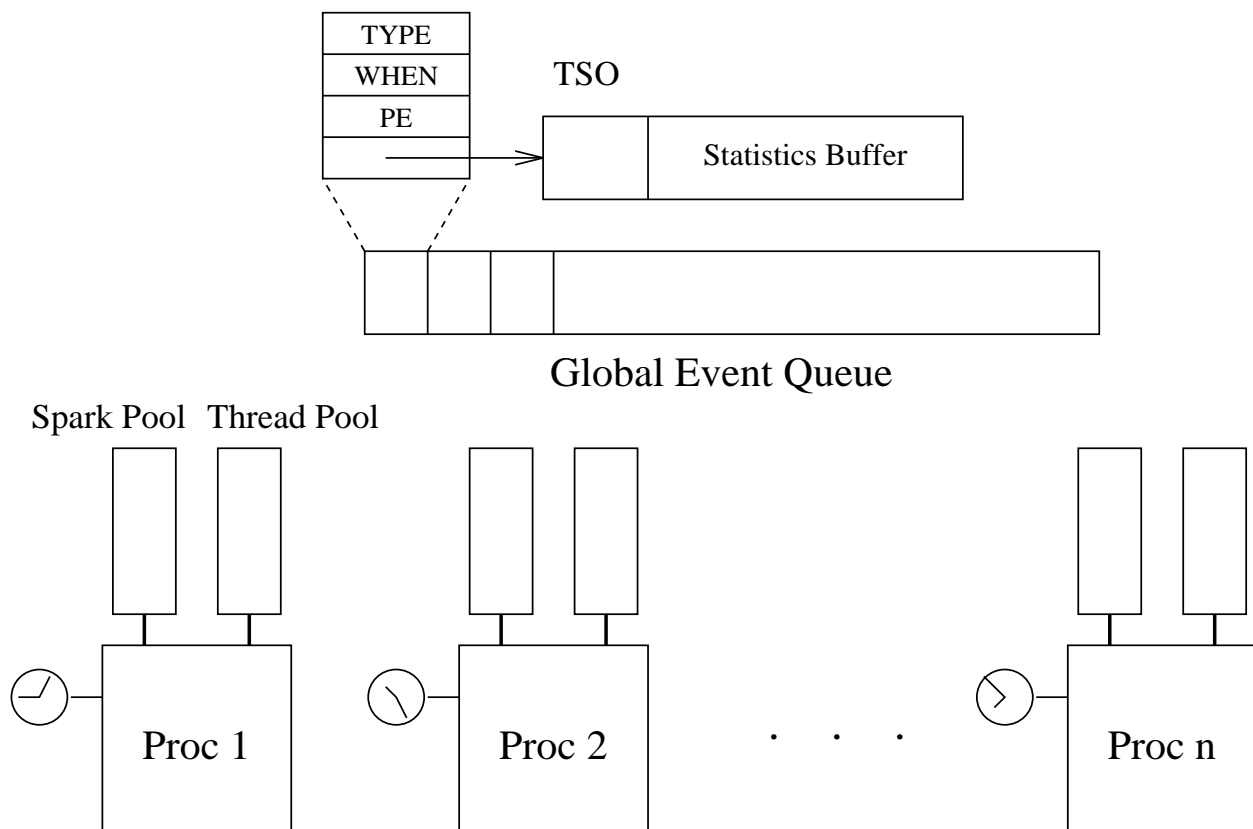 TYPE
WHEN
PE
TSO
Statistics Buffer
Global Event Queue
Spark Pool Thread Pool
Proc 1 Proc 2 . . . Proc n